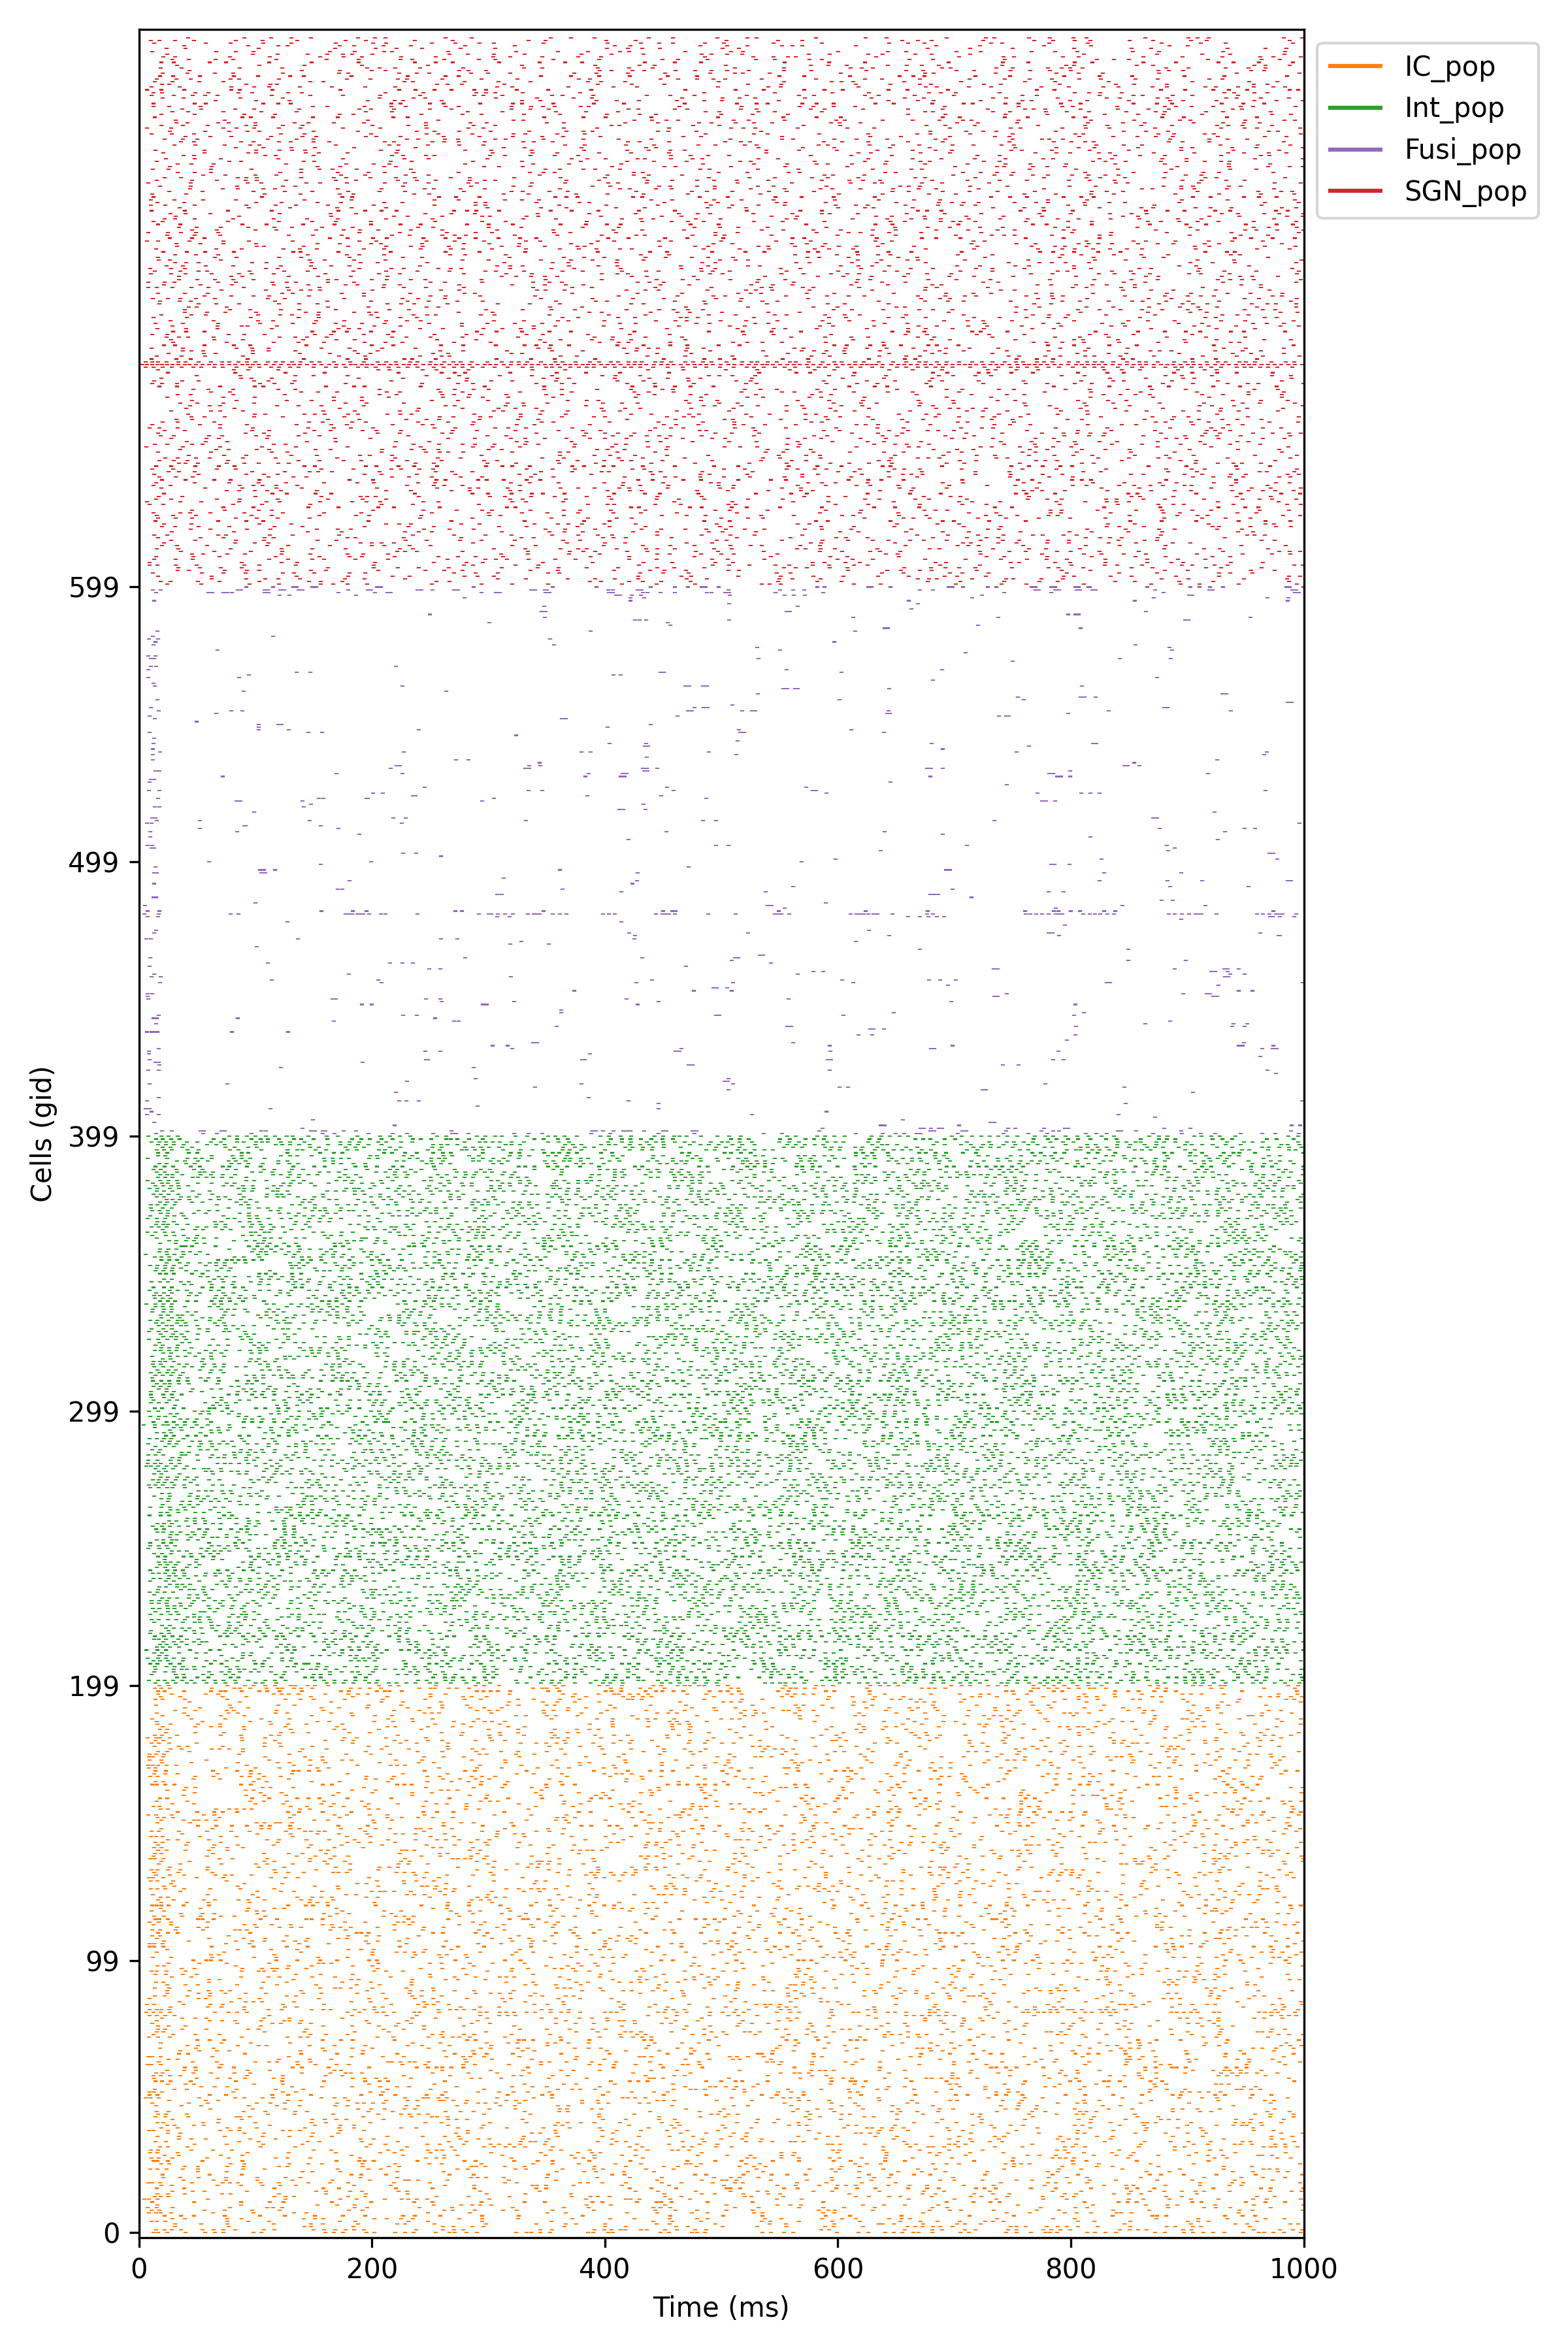 IC_pop
Int_pop
Fusi_pop
SGN_pop
599
499
399
299
199
99
0
Cells (gid)
0 200 400 600 800 1000
Time (ms)